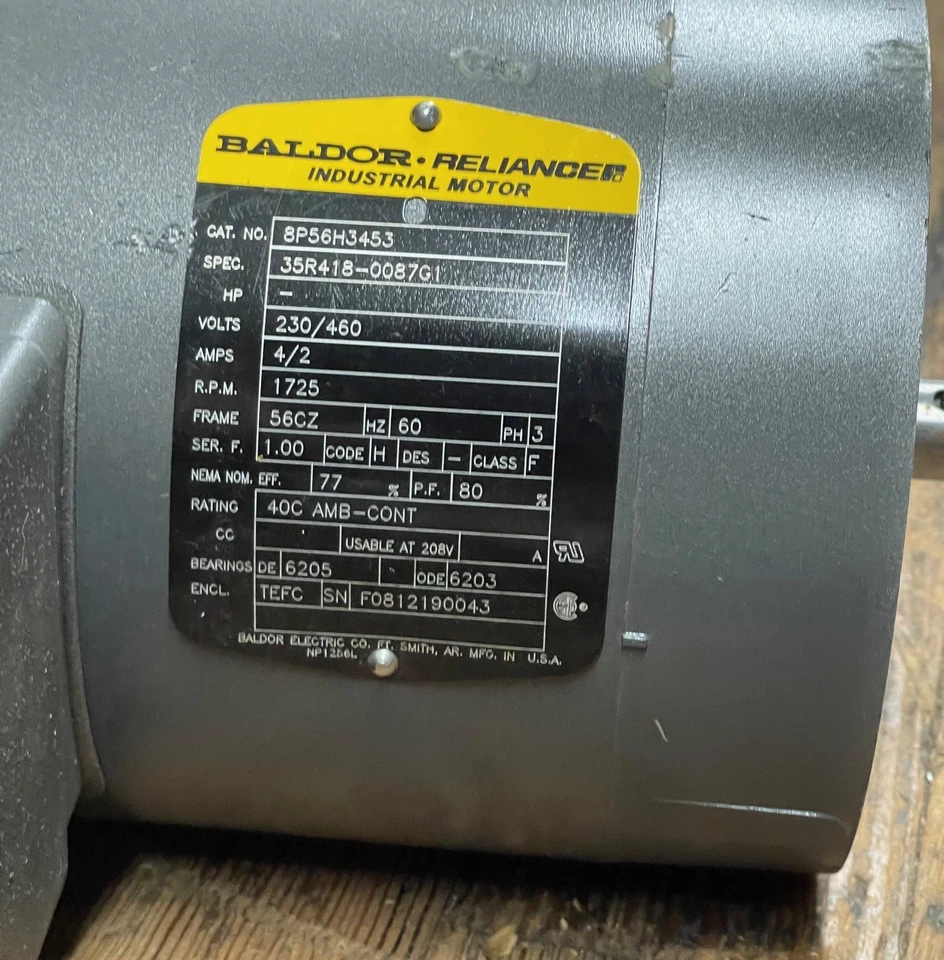 BALDOR • RELIANCE
INDUSTRIAL MOTOR
CAT. NO. 8P56H3453
SPEC. 35R418-0087G1
HP -
VOLTS 230/460
AMPS 4/2
R.P.M. 1725
FRAME 56CZ HZ 60 PH 3
SER. F. 1.00 CODE H DES - CLASS F
NEMA NOM. EFF. 77 % P.F. 80 %
RATING 40C AMB-CONT
CC USABLE AT 208V A
BEARINGS DE 6205 ODE 6203
ENCL. TEFC SN F0812190043
BALDOR ELECTRIC CO. FT. SMITH, AR. MFG. IN U.S.A.
NP1256L